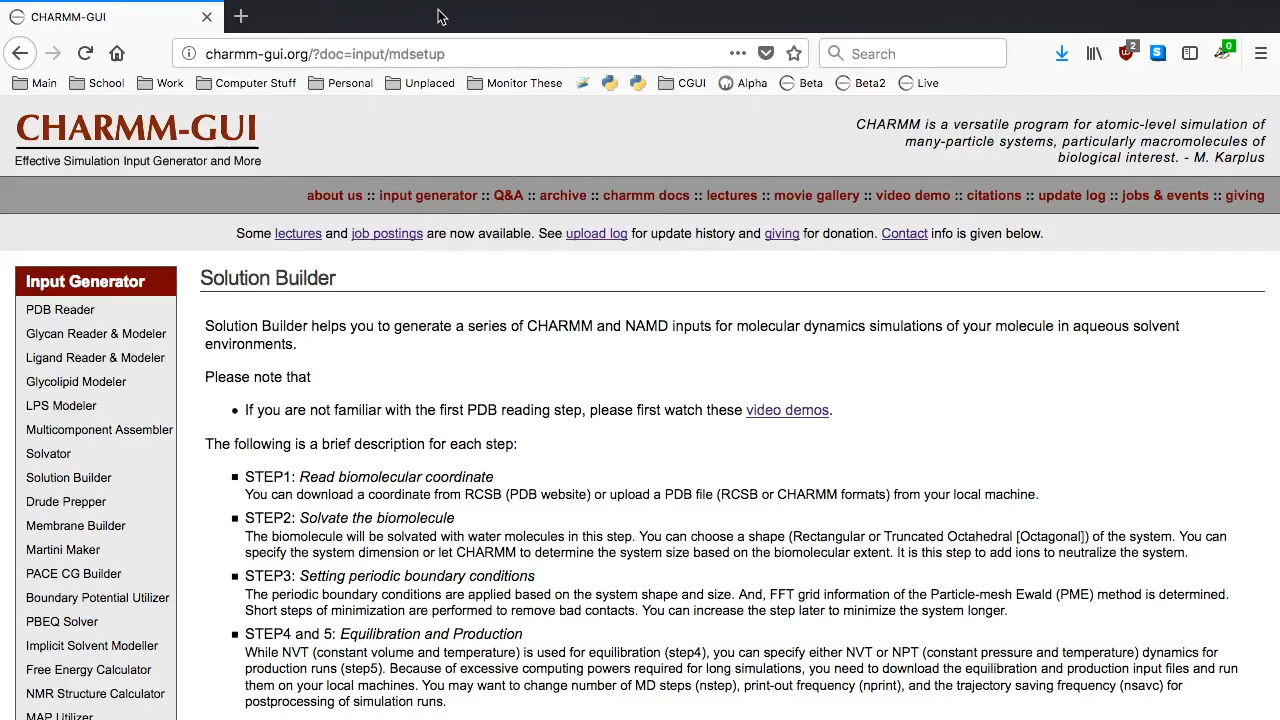 CHARMM-GUI
charmm-gui.org/?doc=input/mdsetup
Search
2
S
0
Main
School
Work
Computer Stuff
Personal
Unplaced
Monitor These
CGUI
Alpha
Beta
Beta2
Live
CHARMM-GUI
Effective Simulation Input Generator and More
CHARMM is a versatile program for atomic-level simulation of
many-particle systems, particularly macromolecules of
biological interest. - M. Karplus
about us :: input generator :: Q&A :: archive :: charmm docs :: lectures :: movie gallery :: video demo :: citations :: update log :: jobs & events :: giving
Some lectures and job postings are now available. See upload log for update history and giving for donation. Contact info is given below.
Input Generator
PDB Reader
Glycan Reader & Modeler
Ligand Reader & Modeler
Glycolipid Modeler
LPS Modeler
Multicomponent Assembler
Solvator
Solution Builder
Drude Prepper
Membrane Builder
Martini Maker
PACE CG Builder
Boundary Potential Utilizer
PBEQ Solver
Implicit Solvent Modeller
Free Energy Calculator
NMR Structure Calculator
MAP Utilizer
Solution Builder
Solution Builder helps you to generate a series of CHARMM and NAMD inputs for molecular dynamics simulations of your molecule in aqueous solvent
environments.
Please note that
• If you are not familiar with the first PDB reading step, please first watch these video demos.
The following is a brief description for each step:
▪ STEP1: Read biomolecular coordinate
You can download a coordinate from RCSB (PDB website) or upload a PDB file (RCSB or CHARMM formats) from your local machine.
▪ STEP2: Solvate the biomolecule
The biomolecule will be solvated with water molecules in this step. You can choose a shape (Rectangular or Truncated Octahedral [Octagonal]) of the system. You can
specify the system dimension or let CHARMM to determine the system size based on the biomolecular extent. It is this step to add ions to neutralize the system.
▪ STEP3: Setting periodic boundary conditions
The periodic boundary conditions are applied based on the system shape and size. And, FFT grid information of the Particle-mesh Ewald (PME) method is determined.
Short steps of minimization are performed to remove bad contacts. You can increase the step later to minimize the system longer.
▪ STEP4 and 5: Equilibration and Production
While NVT (constant volume and temperature) is used for equilibration (step4), you can specify either NVT or NPT (constant pressure and temperature) dynamics for
production runs (step5). Because of excessive computing powers required for long simulations, you need to download the equilibration and production input files and run
them on your local machines. You may want to change number of MD steps (nstep), print-out frequency (nprint), and the trajectory saving frequency (nsavc) for
postprocessing of simulation runs.